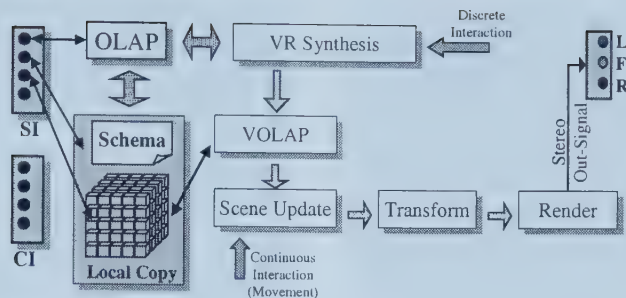 OLAP
VR Synthesis
Discrete
Interaction
L
F
R
SI
Schema
VOLAP
Stereo
Out-Signal
Scene Update
Transform
Render
CI
Local Copy
Continuous
Interaction
(Movement)